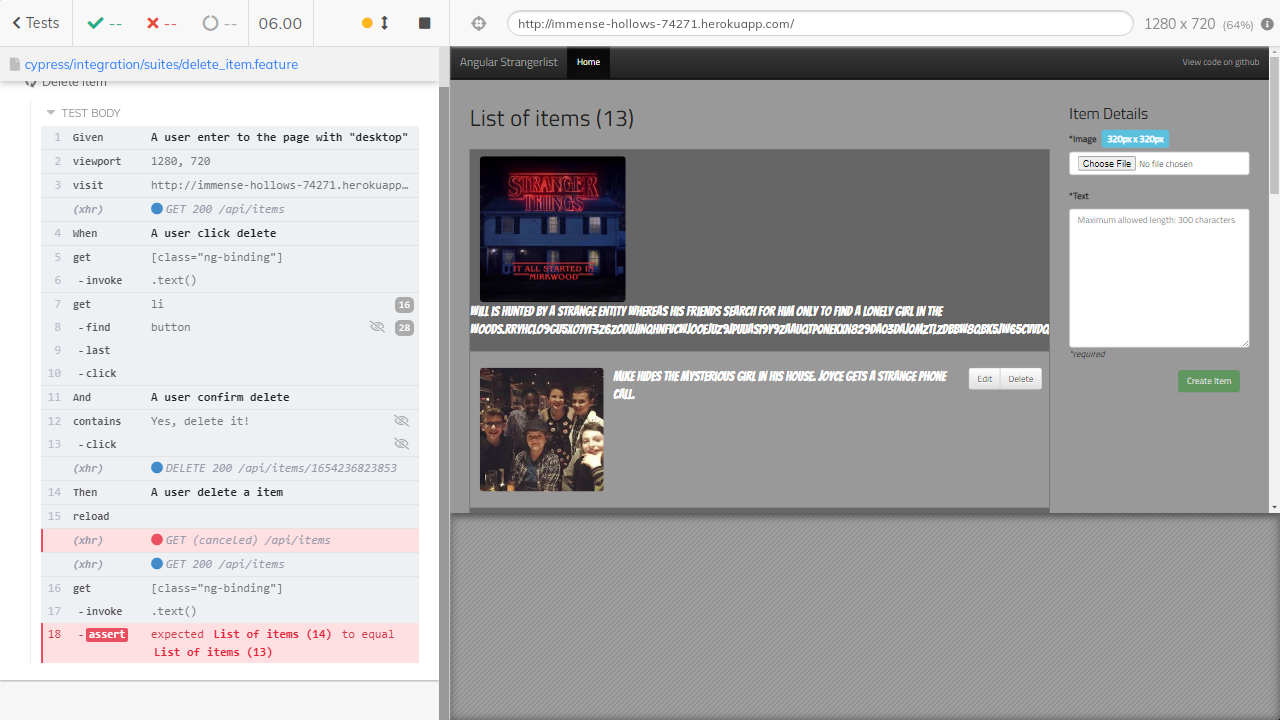 Tests
--
--
--
06.00
http://immense-hollows-74271.herokuapp.com/
1280 x 720 (64%)
cypress/integration/suites/delete_item.feature
Delete item
TEST BODY
1 Given A user enter to the page with "desktop"
2 viewport 1280, 720
3 visit http://immense-hollows-74271.herokuapp…
(xhr) GET 200 /api/items
4 When A user click delete
5 get [class="ng-binding"]
6 - invoke .text()
7 get li 16
8 - find button 28
9 - last
10 - click
11 And A user confirm delete
12 contains Yes, delete it!
13 - click
(xhr) DELETE 200 /api/items/1654236823853
14 Then A user delete a item
15 reload
(xhr) GET (canceled) /api/items
(xhr) GET 200 /api/items
16 get [class="ng-binding"]
17 - invoke .text()
18 - assert expected List of items (14) to equal
List of items (13)
Angular Strangerlist
Home
View code on github
List of items (13)
STRANGER
THINGS
IT ALL STARTED IN
MIRKWOOD
WILL IS HUNTED BY A STRANGE ENTITY WHEREAS HIS FRIENDS SEARCH FOR HIM ONLY TO FIND A LONELY GIRL IN THE
MIKE HIDES THE MYSTERIOUS GIRL IN HIS HOUSE. JOYCE GETS A STRANGE PHONE
CALL.
Edit
Delete
Item Details
*Image 320px x 320px
Choose File No file chosen
*Text
Maximum allowed length: 300 characters
*required
Create Item